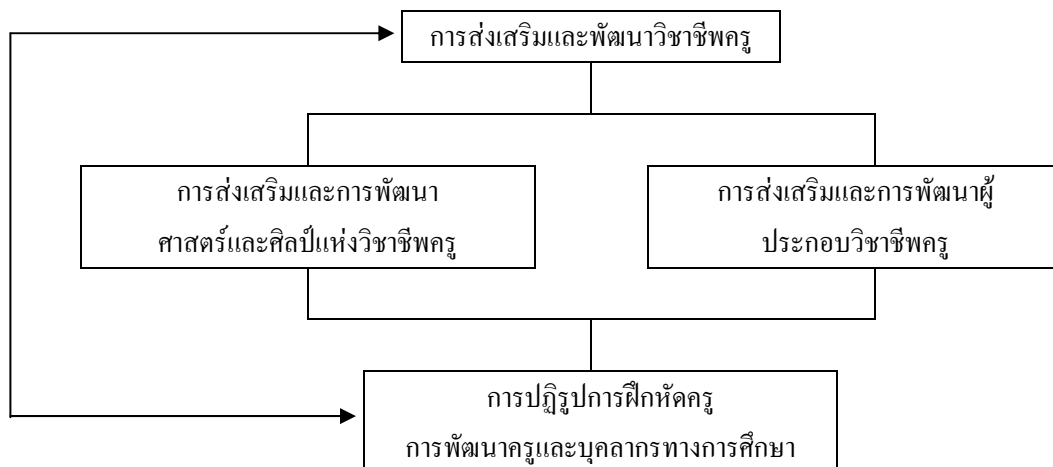 การส่งเสริมและพัฒนาวิชาชีพครู
การส่งเสริมและการพัฒนา
ศาสตร์และศิลป์แห่งวิชาชีพครู
การส่งเสริมและการพัฒนาผู้
ประกอบวิชาชีพครู
การปฏิรูปการฝึกหัดครู
การพัฒนาครูและบุคลากรทางการศึกษา